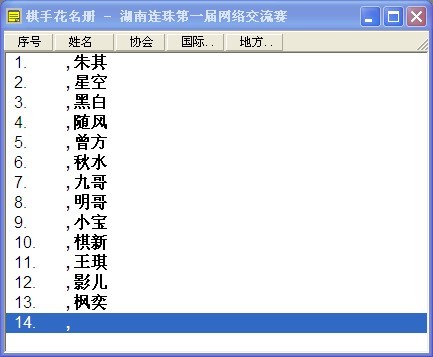 棋手花名册 - 湖南连珠第一届网络交流赛
序号 姓名 协会 国际.. 地方..
1. ,朱其
2. ,星空
3. ,黑白
4. ,随风
5. ,曾方
6. ,秋水
7. ,九哥
8. ,明哥
9. ,小宝
10. ,棋新
11. ,王琪
12. ,影儿
13. ,枫奕
14. ,